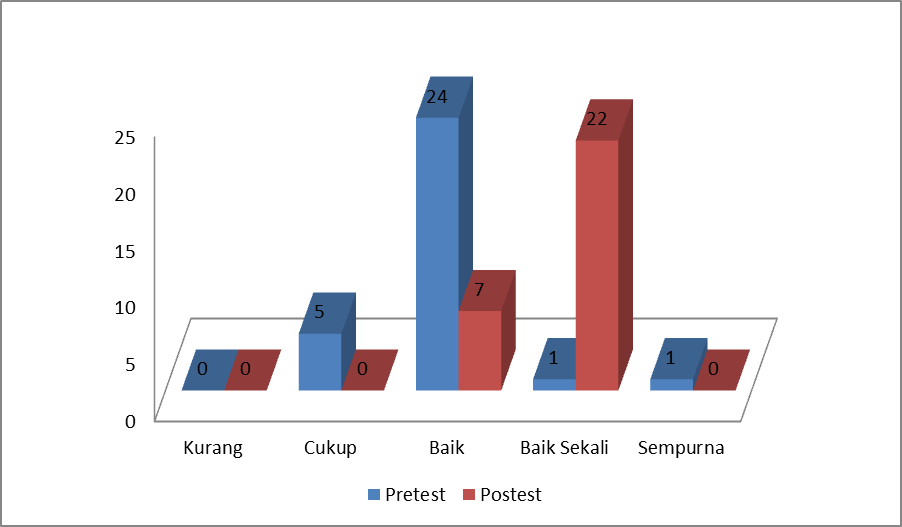 24
22
25
20
15
7
10
5
1
1
5
0
0
0
0
0
Kurang
Cukup
Baik
Baik Sekali
Sempurna
Pretest
Postest